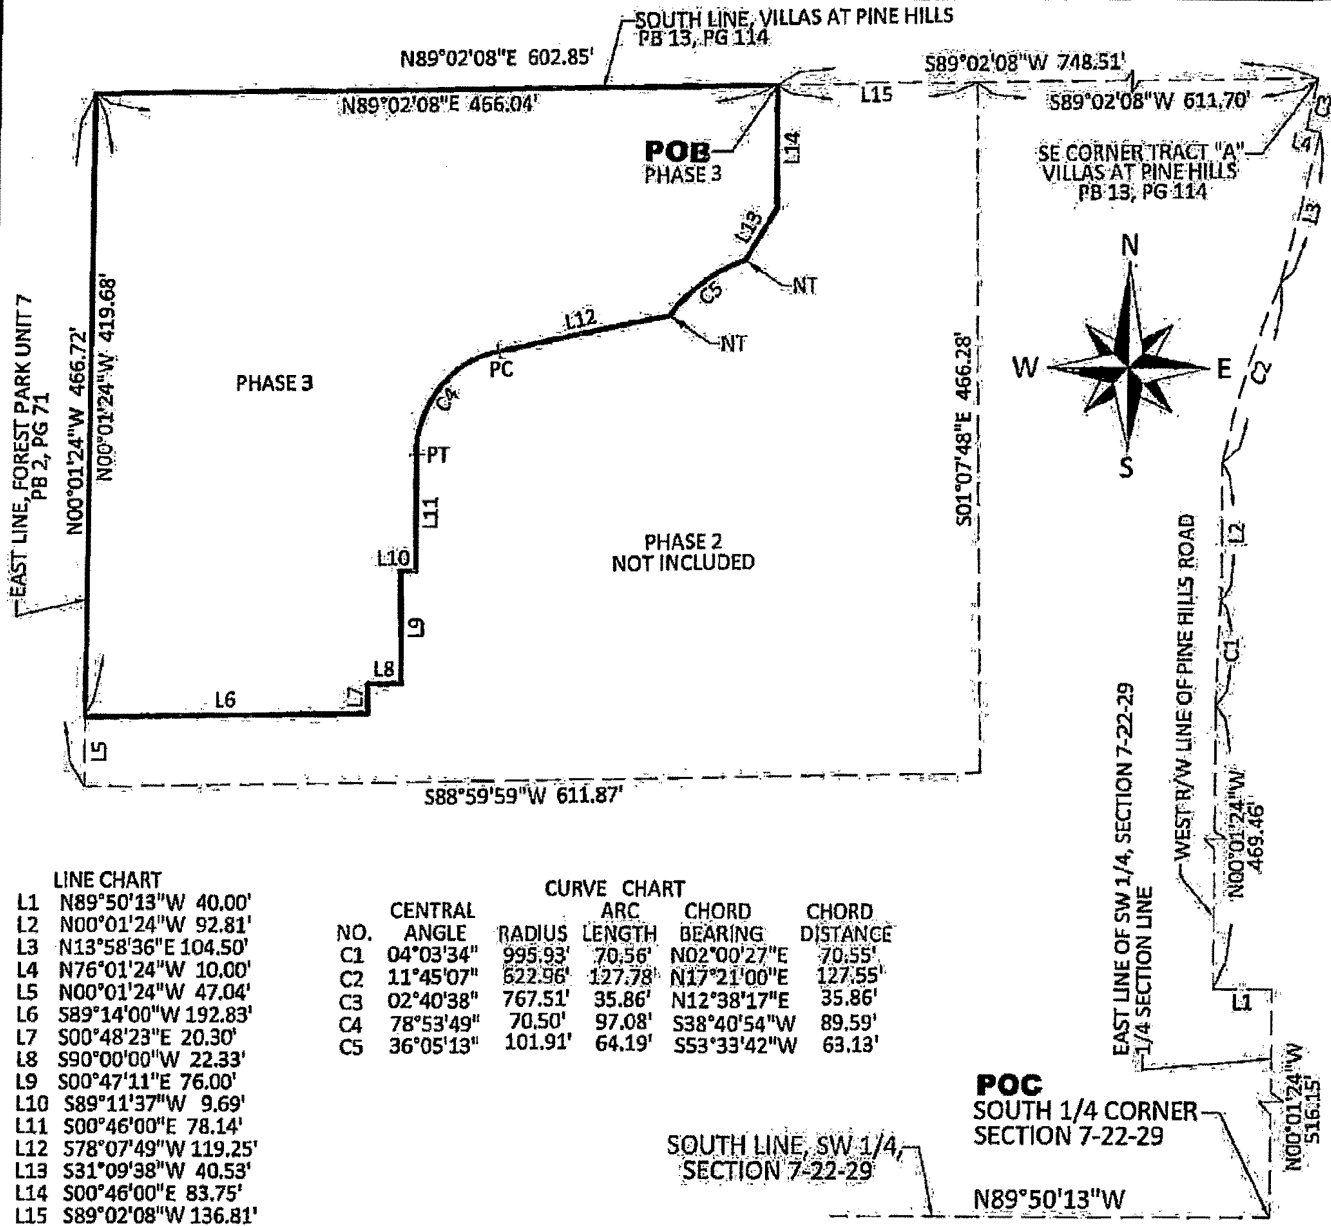 SOUTH LINE, VILLAS AT PINE HILLS
PB 13, PG 114
N89°02'08"E 602.85'
S89°02'08"W 748.51'
N89°02'08"E 466.04'
L15
S89°02'08"W 611.70'
C3
POB
PHASE 3
L14
SE CORNER TRACT "A"
VILLAS AT PINE HILLS
PB 13, PG 114
L4
L3
L13
N
NT
C5
L12
NT
W
E
S
C2
EAST LINE, FOREST PARK UNIT 7
PB 2, PG 71
N00°01'24"W 466.72'
N00°01'24"W 419.68'
PHASE 3
PC
C4
PT
S01°07'48"E 466.28'
L11
L10
PHASE 2
NOT INCLUDED
L2
WEST R/W LINE OF PINE HILLS ROAD
L9
C1
L8
L7
L6
L5
S88°59'59"W 611.87'
N00°01'24"W
469.46'
EAST LINE OF SW 1/4, SECTION 7-22-29
1/4 SECTION LINE
L1
LINE CHART
L1 N89°50'13"W 40.00'
L2 N00°01'24"W 92.81'
L3 N13°58'36"E 104.50'
L4 N76°01'24"W 10.00'
L5 N00°01'24"W 47.04'
L6 S89°14'00"W 192.83'
L7 S00°48'23"E 20.30'
L8 S90°00'00"W 22.33'
L9 S00°47'11"E 76.00'
L10 S89°11'37"W 9.69'
L11 S00°46'00"E 78.14'
L12 S78°07'49"W 119.25'
L13 S31°09'38"W 40.53'
L14 S00°46'00"E 83.75'
L15 S89°02'08"W 136.81'
CURVE CHART
CENTRAL ARC CHORD CHORD
NO. ANGLE RADIUS LENGTH BEARING DISTANCE
C1 04°03'34" 995.93' 70.56' N02°00'27"E 70.55'
C2 11°45'07" 622.96' 127.78' N17°21'00"E 127.55'
C3 02°40'38" 767.51' 35.86' N12°38'17"E 35.86'
C4 78°53'49" 70.50' 97.08' S38°40'54"W 89.59'
C5 36°05'13" 101.91' 64.19' S53°33'42"W 63.13'
POC
SOUTH 1/4 CORNER
SECTION 7-22-29
N00°01'24"W
516.15'
SOUTH LINE, SW 1/4,
SECTION 7-22-29
N89°50'13"W